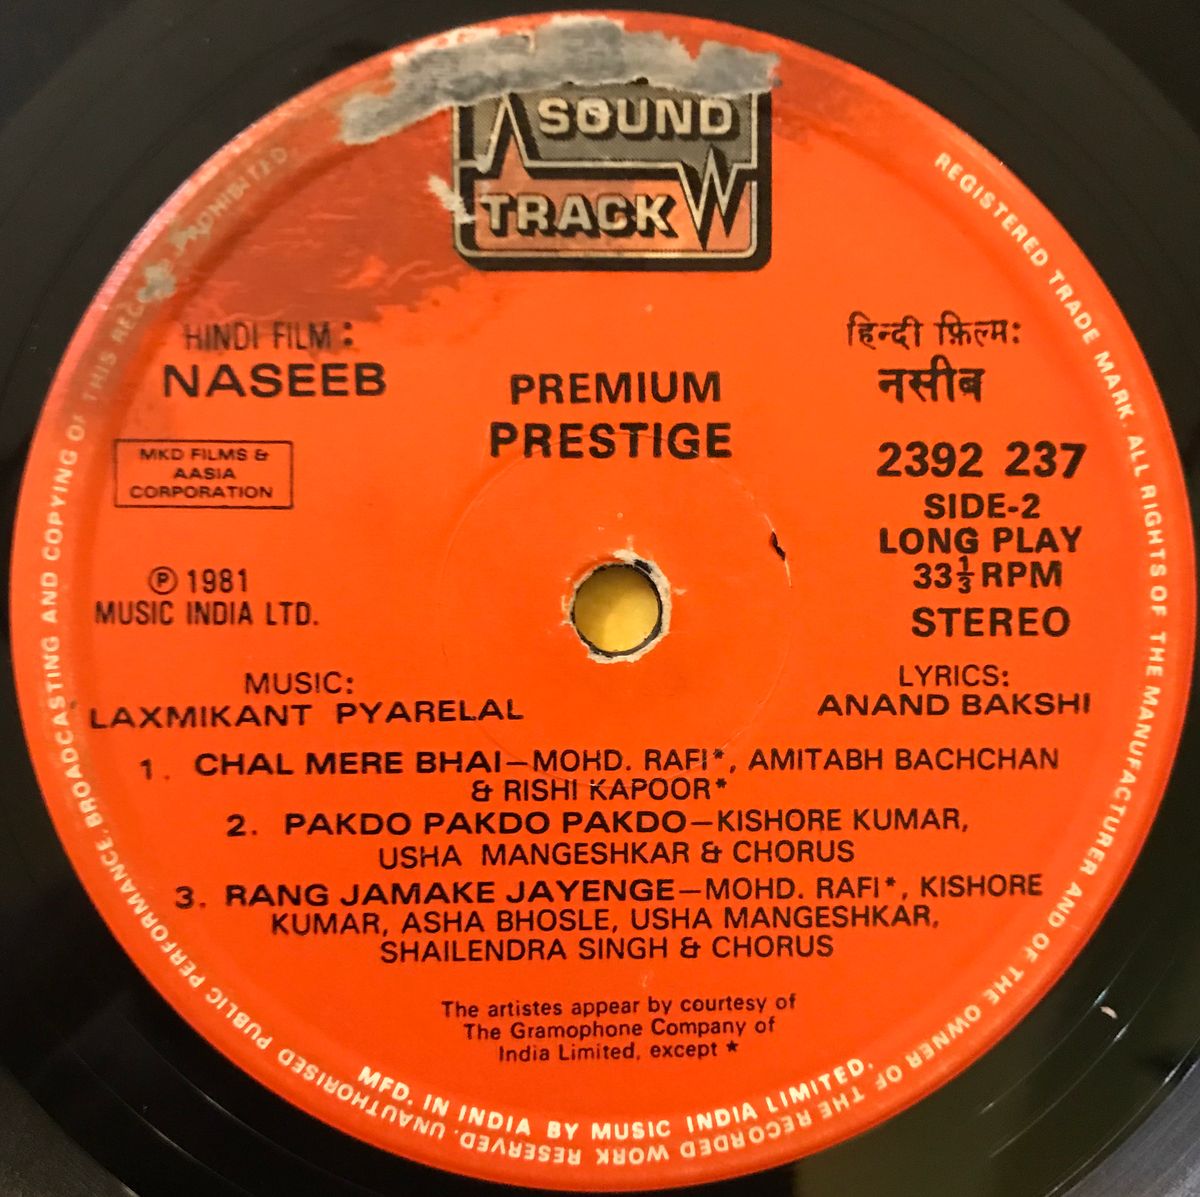 SOUND
TRACK
HINDI FILM :
NASEEB
हिन्दी फ़िल्म:
नसीब
PREMIUM
PRESTIGE
MKD FILMS &
AASIA
CORPORATION
2392 237
SIDE-2
LONG PLAY
33⅓ RPM
STEREO
Ⓟ 1981
MUSIC INDIA LTD.
MUSIC:
LAXMIKANT PYARELAL
LYRICS:
ANAND BAKSHI
1. CHAL MERE BHAI—MOHD. RAFI*, AMITABH BACHCHAN
& RISHI KAPOOR*
2. PAKDO PAKDO PAKDO—KISHORE KUMAR,
USHA MANGESHKAR & CHORUS
3. RANG JAMAKE JAYENGE—MOHD. RAFI*, KISHORE
KUMAR, ASHA BHOSLE, USHA MANGESHKAR,
SHAILENDRA SINGH & CHORUS
The artistes appear by courtesy of
The Gramophone Company of
India Limited, except *
MFD. IN INDIA BY MUSIC INDIA LIMITED.
REGISTERED TRADE MARK. ALL RIGHTS OF THE MANUFACTURER AND OF THE OWNER OF THE RECORDED WORK RESERVED. UNAUTHORISED PUBLIC PERFORMANCE, BROADCASTING AND COPYING OF THIS RECORD PROHIBITED.